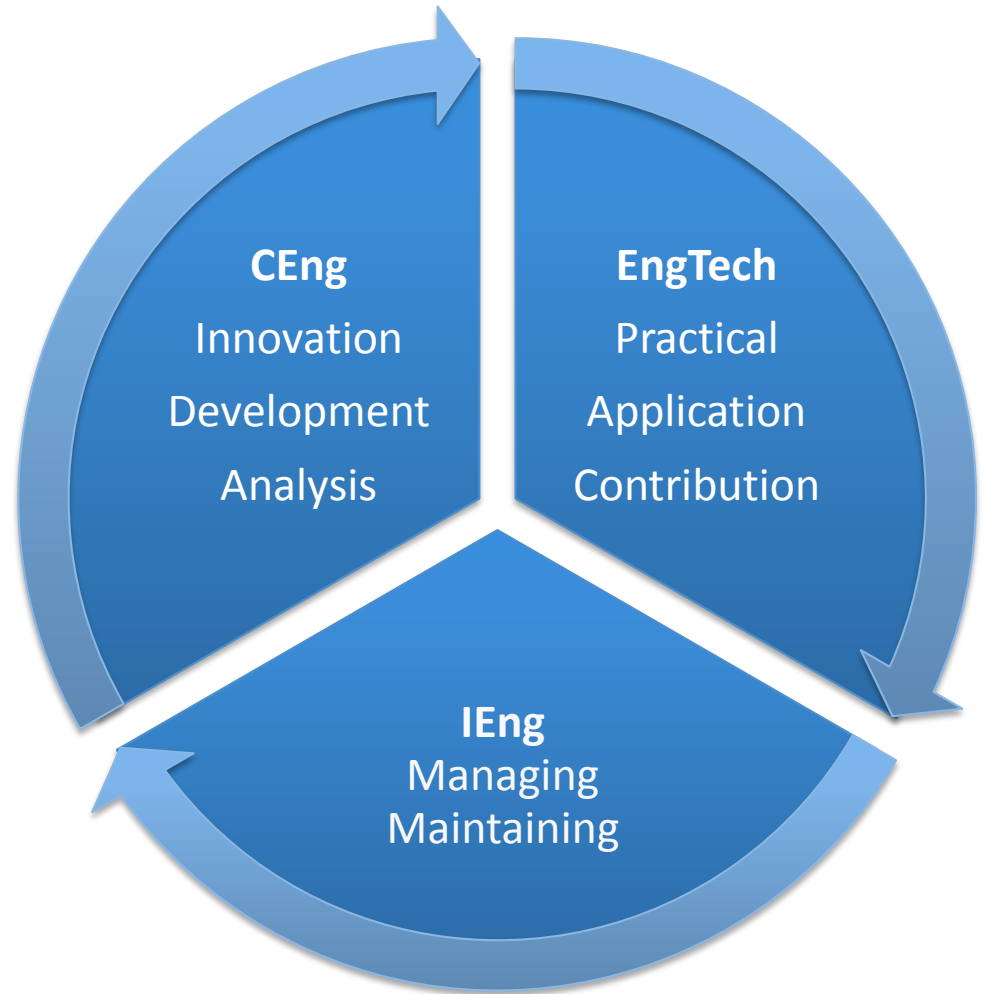 CEng
Innovation
Development
Analysis
EngTech
Practical
Application
Contribution
IEng
Managing
Maintaining